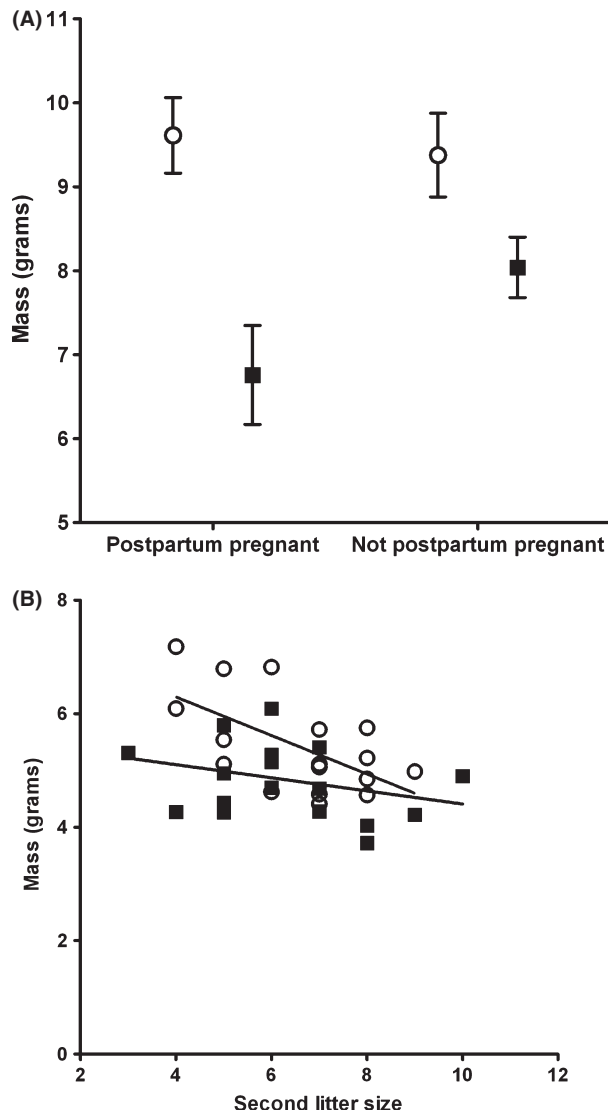 (A)
11
10
9
8
7
6
5
Mass (grams)
Postpartum pregnant
Not postpartum pregnant
(B)
8
6
4
2
0
Mass (grams)
2
4
6
8
10
12
Second litter size